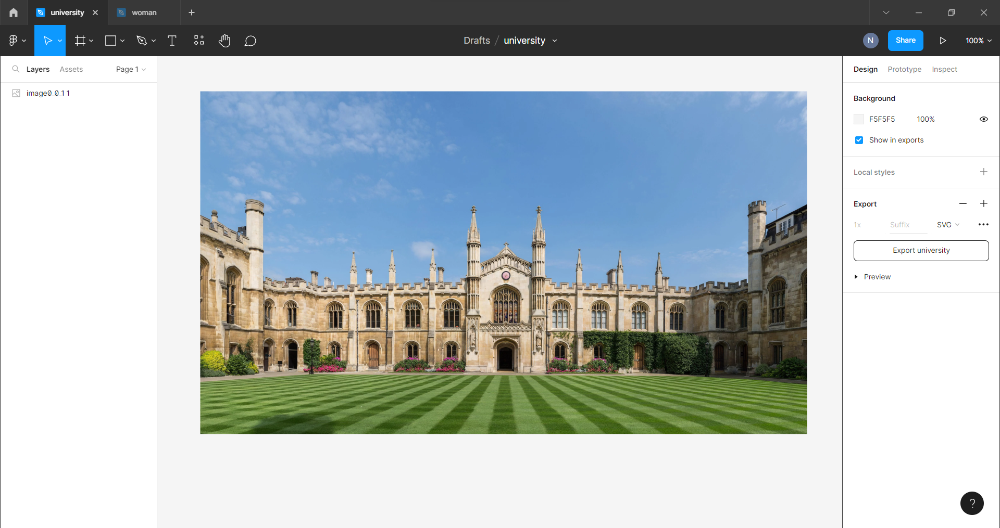 university
woman
Drafts / university
N
Share
100%
Layers
Assets
Page 1
image0_0_1 1
Design
Prototype
Inspect
Background
F5F5F5
100%
Show in exports
Local styles
Export
1x
Suffix
SVG
Export university
Preview
?